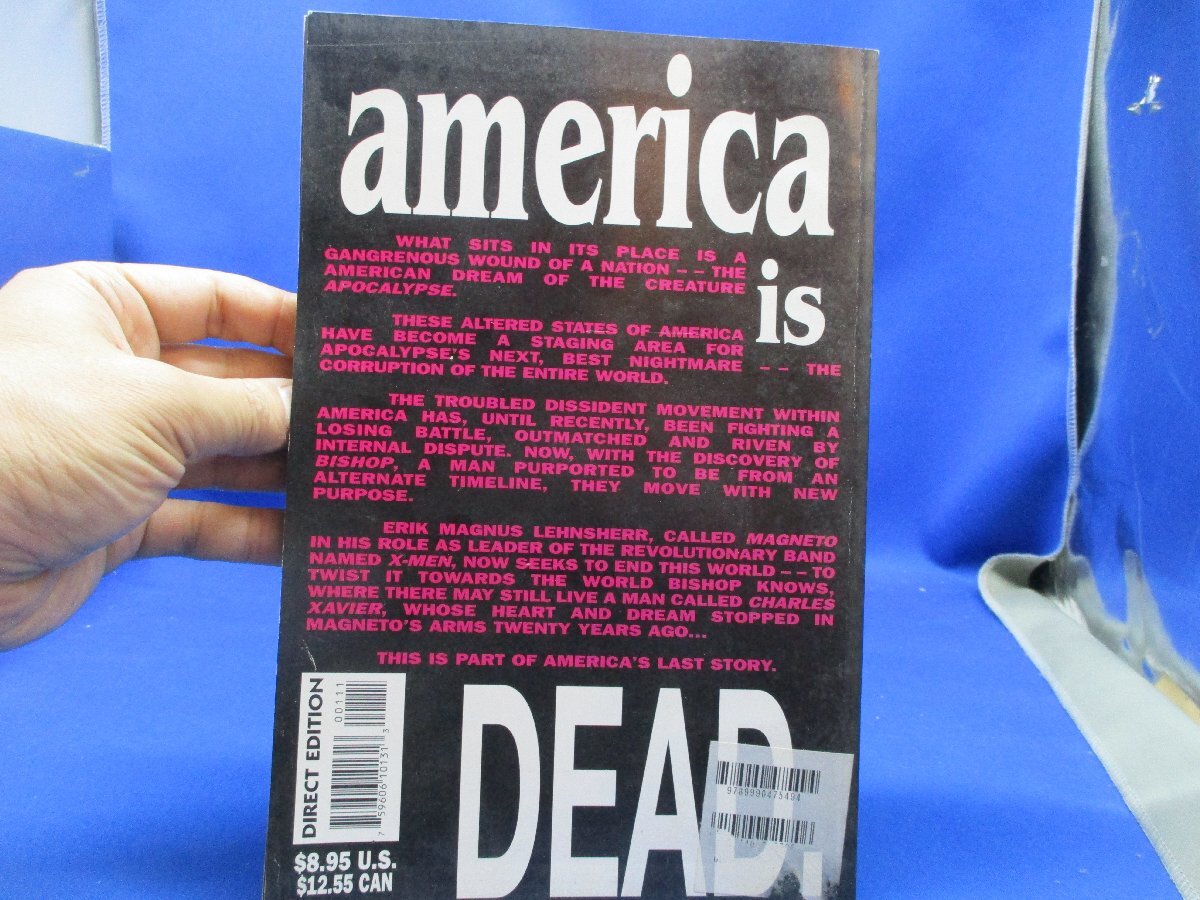 america
WHAT SITS IN ITS PLACE IS A
GANGRENOUS WOUND OF A NATION -- THE
AMERICAN DREAM OF THE CREATURE
APOCALYPSE.
is
THESE ALTERED STATES OF AMERICA
HAVE BECOME A STAGING AREA FOR
APOCALYPSE'S NEXT, BEST NIGHTMARE -- THE
CORRUPTION OF THE ENTIRE WORLD.
THE TROUBLED DISSIDENT MOVEMENT WITHIN
AMERICA HAS, UNTIL RECENTLY, BEEN FIGHTING A
LOSING BATTLE, OUTMATCHED AND RIVEN BY
INTERNAL DISPUTE. NOW, WITH THE DISCOVERY OF
BISHOP, A MAN PURPORTED TO BE FROM AN
ALTERNATE TIMELINE, THEY MOVE WITH NEW
PURPOSE.
ERIK MAGNUS LEHNSHERR, CALLED MAGNETO
IN HIS ROLE AS LEADER OF THE REVOLUTIONARY BAND
NAMED X-MEN, NOW SEEKS TO END THIS WORLD -- TO
TWIST IT TOWARDS THE WORLD BISHOP KNOWS,
WHERE THERE MAY STILL LIVE A MAN CALLED CHARLES
XAVIER, WHOSE HEART AND DREAM STOPPED IN
MAGNETO'S ARMS TWENTY YEARS AGO...
THIS IS PART OF AMERICA'S LAST STORY.
DEAD.
DIRECT EDITION
00111
7 59606 10131 3
$8.95 U.S.
$12.55 CAN
9789990475494